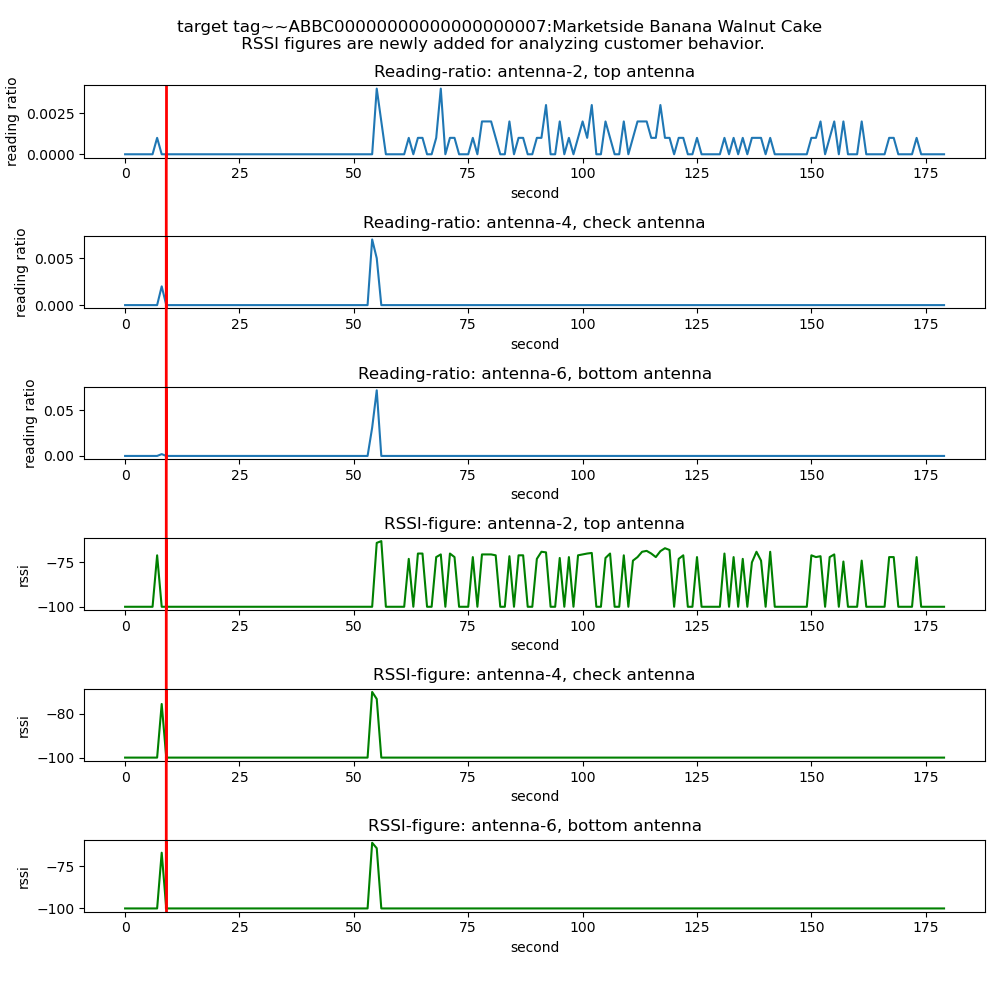 target tag~~ABBC00000000000000000007:Marketside Banana Walnut Cake
RSSI figures are newly added for analyzing customer behavior.
Reading-ratio: antenna-2, top antenna
reading ratio
0.0025
0.0000
0 25 50 75 100 125 150 175
second
Reading-ratio: antenna-4, check antenna
reading ratio
0.005
0.000
0 25 50 75 100 125 150 175
second
Reading-ratio: antenna-6, bottom antenna
reading ratio
0.05
0.00
0 25 50 75 100 125 150 175
second
RSSI-figure: antenna-2, top antenna
rssi
−75
−100
0 25 50 75 100 125 150 175
second
RSSI-figure: antenna-4, check antenna
rssi
−80
−100
0 25 50 75 100 125 150 175
second
RSSI-figure: antenna-6, bottom antenna
rssi
−75
−100
0 25 50 75 100 125 150 175
second